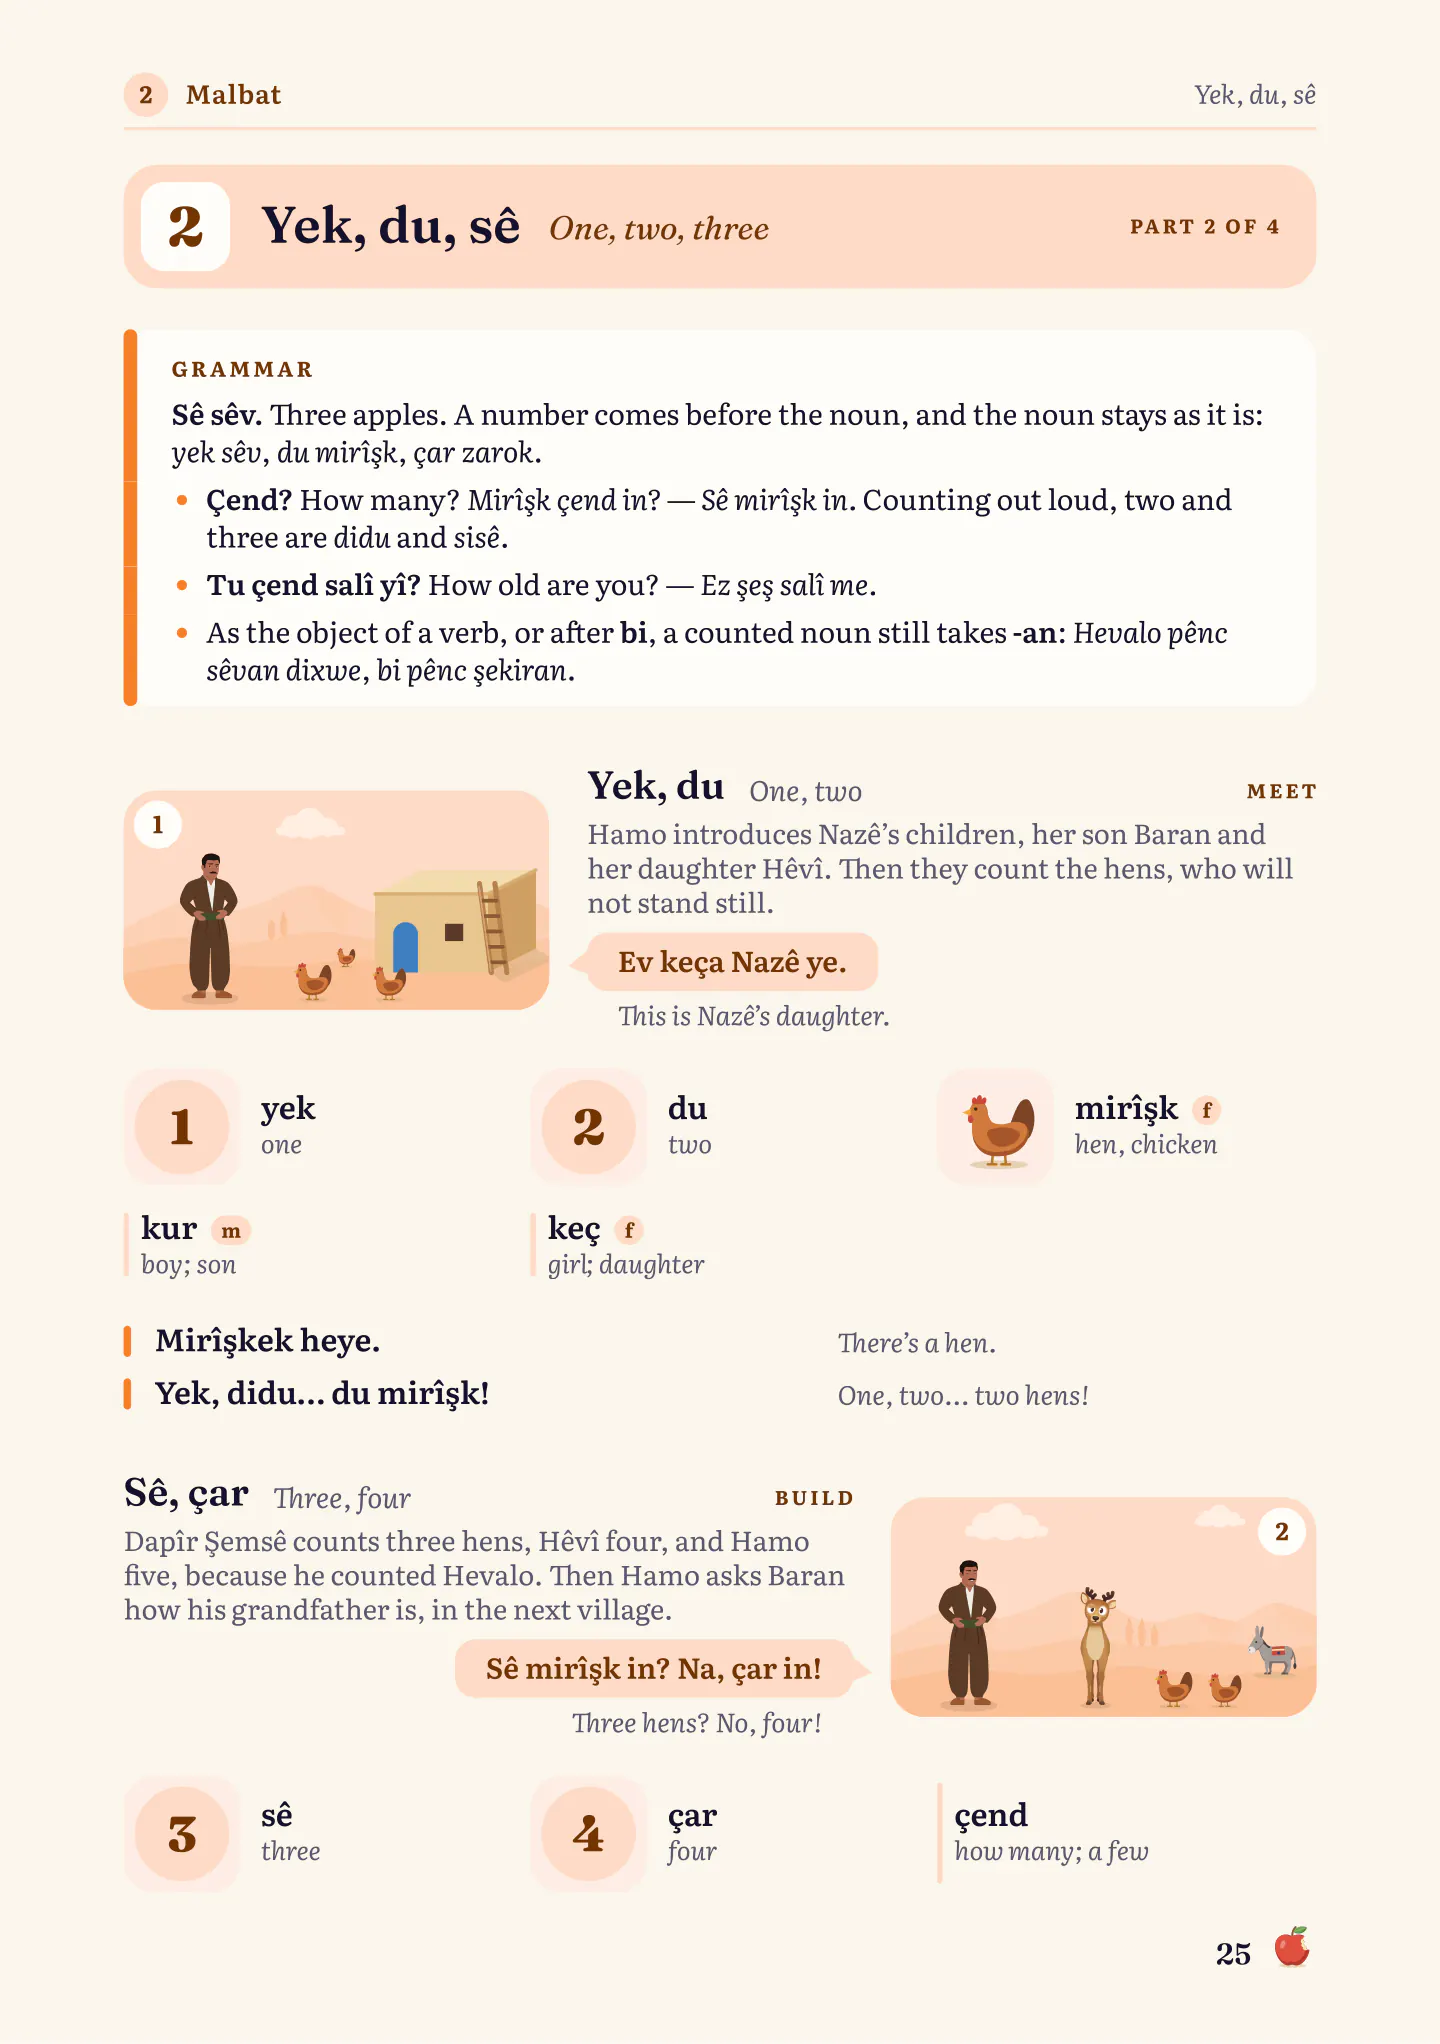 2 Malbat
Yek, du, sê
2 Yek, du, sê One, two, three PART 2 OF 4
GRAMMAR
Sê sêv. Three apples. A number comes before the noun, and the noun stays as it is:
yek sêv, du mirîşk, çar zarok.
• Çend? How many? Mirîşk çend in? — Sê mirîşk in. Counting out loud, two and
three are didu and sisê.
• Tu çend salî yî? How old are you? — Ez şeş salî me.
• As the object of a verb, or after bi, a counted noun still takes -an: Hevalo pênc
sêvan dixwe, bi pênc şekiran.
1
Yek, du One, two MEET
Hamo introduces Nazê’s children, her son Baran and
her daughter Hêvî. Then they count the hens, who will
not stand still.
Ev keça Nazê ye.
This is Nazê’s daughter.
1 yek
one
2 du
two
mirîşk f
hen, chicken
kur m
boy; son
keç f
girl; daughter
Mirîşkek heye. There’s a hen.
Yek, didu… du mirîşk! One, two… two hens!
Sê, çar Three, four BUILD
Dapîr Şemsê counts three hens, Hêvî four, and Hamo
five, because he counted Hevalo. Then Hamo asks Baran
how his grandfather is, in the next village.
Sê mirîşk in? Na, çar in!
Three hens? No, four!
2
3 sê
three
4 çar
four
çend
how many; a few
25